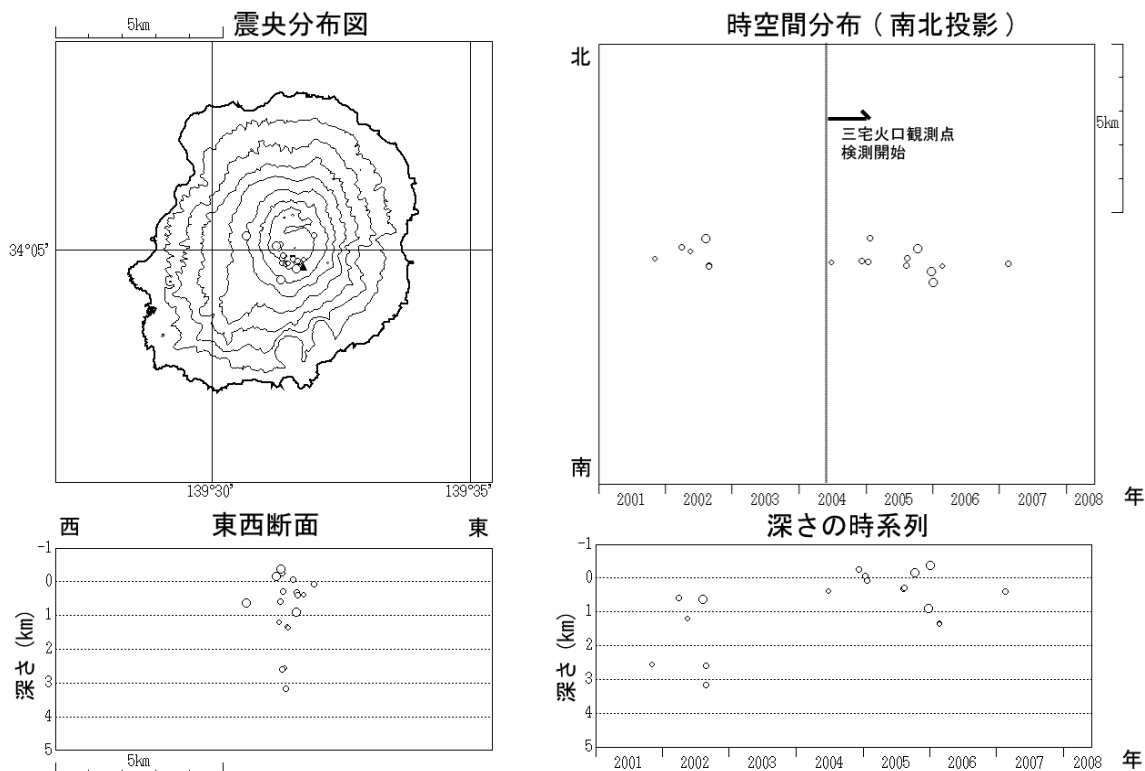 5km
震央分布図
34°05’
139°30’
139°35’
時空間分布（南北投影）
北
南
5km
三宅火口観測点
検測開始
2001 2002 2003 2004 2005 2006 2007 2008 年
西 東西断面 東
-1
0
1
2
3
4
5
深さ (km)
5km
深さの時系列
-1
0
1
2
3
4
5
深さ (km)
2001 2002 2003 2004 2005 2006 2007 2008 年